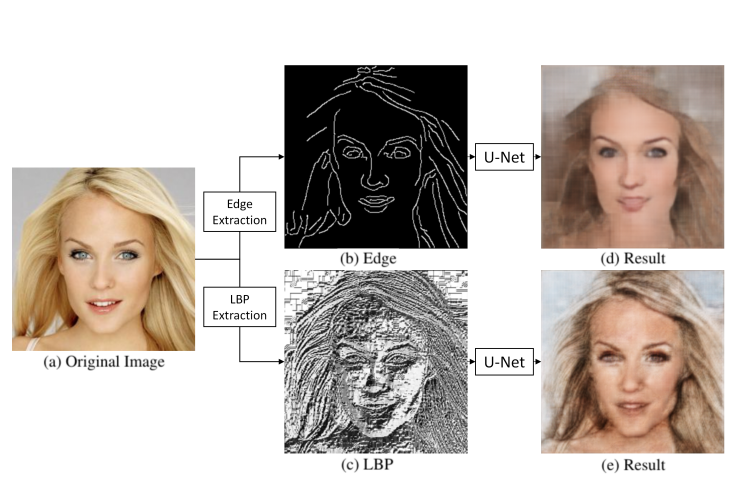 Edge
Extraction
(b) Edge
U-Net
(d) Result
(a) Original Image
LBP
Extraction
(c) LBP
U-Net
(e) Result